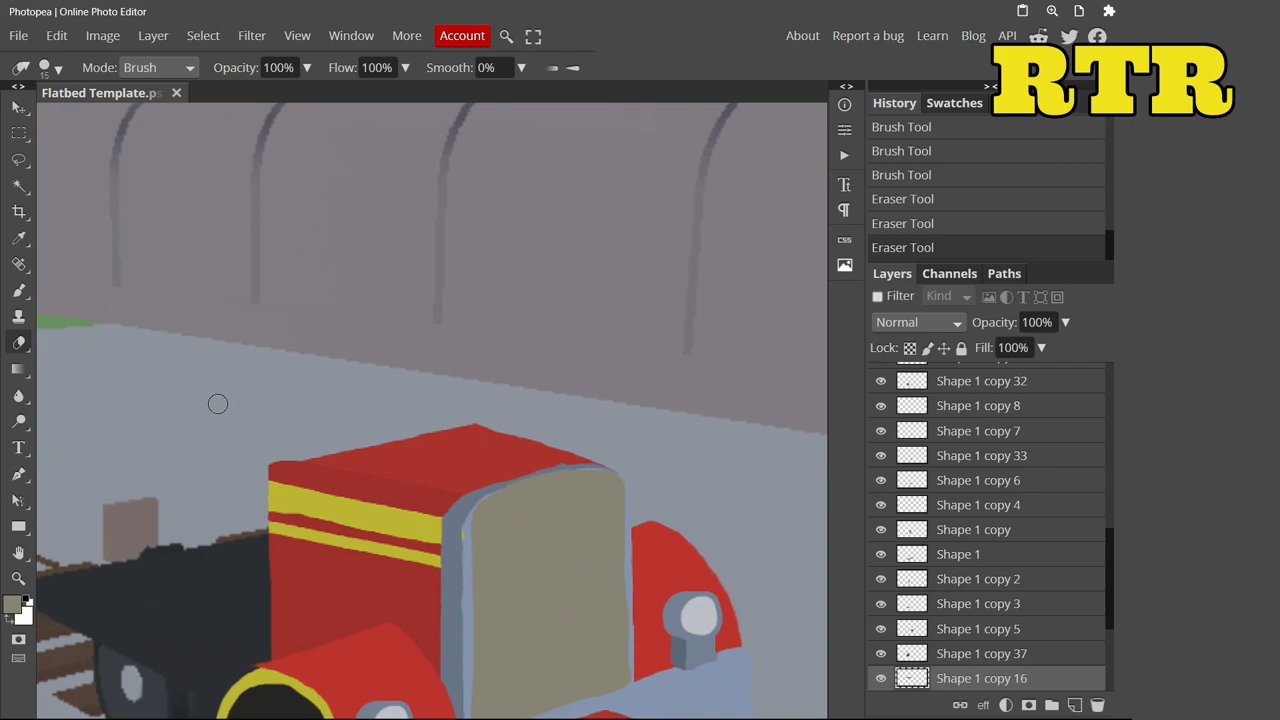 Photopea | Online Photo Editor
File Edit Image Layer Select Filter View Window More Account About Report a bug Learn Blog API
RTR
15 Mode: Brush Opacity: 100% Flow: 100% Smooth: 0%
Flatbed Template.ps
History Swatches
Brush Tool
Brush Tool
Brush Tool
Eraser Tool
Eraser Tool
Eraser Tool
Layers Channels Paths
Filter Kind
Normal Opacity: 100%
Lock: Fill: 100%
Shape 1 copy 32
Shape 1 copy 8
Shape 1 copy 7
Shape 1 copy 33
Shape 1 copy 6
Shape 1 copy 4
Shape 1 copy
Shape 1
Shape 1 copy 2
Shape 1 copy 3
Shape 1 copy 5
Shape 1 copy 37
Shape 1 copy 16
CSS
eff